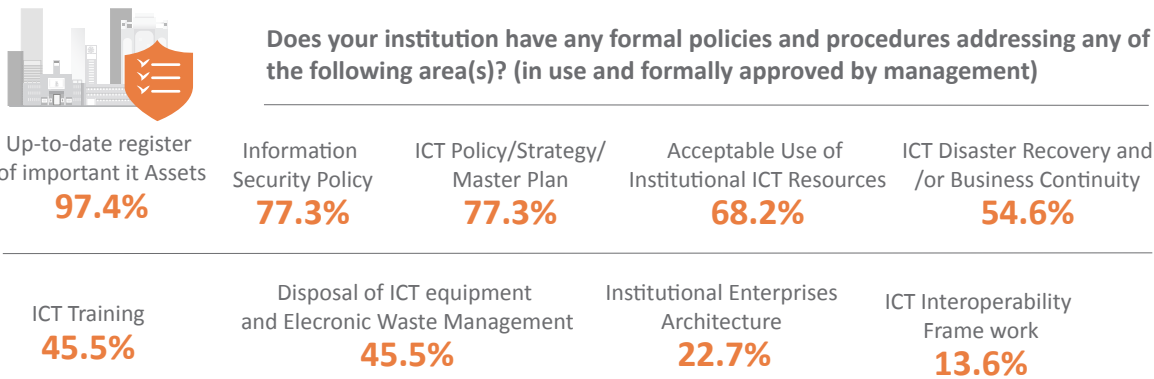 Does your institution have any formal policies and procedures addressing any of
the following area(s)? (in use and formally approved by management)
Up-to-date register
of important it Assets
97.4%
Information
Security Policy
77.3%
ICT Policy/Strategy/
Master Plan
77.3%
Acceptable Use of
Institutional ICT Resources
68.2%
ICT Disaster Recovery and
/or Business Continuity
54.6%
ICT Training
45.5%
Disposal of ICT equipment
and Elecronic Waste Management
45.5%
Institutional Enterprises
Architecture
22.7%
ICT Interoperability
Frame work
13.6%